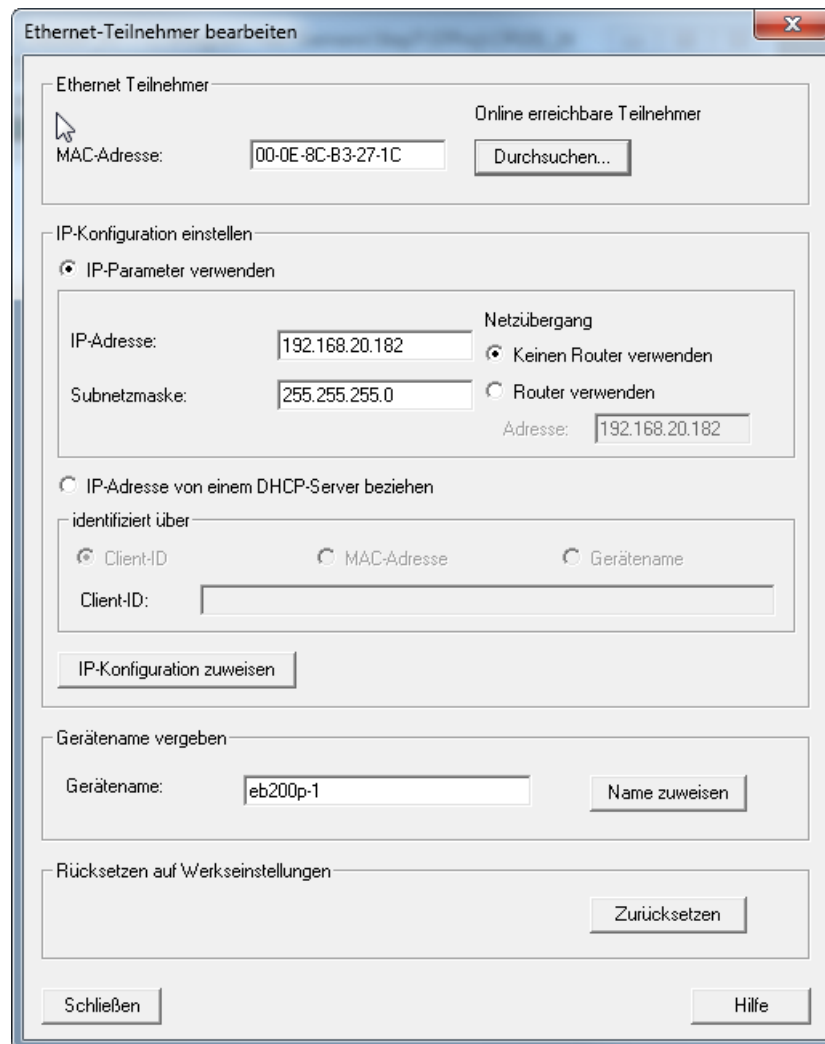 Ethernet-Teilnehmer bearbeiten
Ethernet Teilnehmer
Online erreichbare Teilnehmer
MAC-Adresse: 00-0E-8C-B3-27-1C Durchsuchen...
IP-Konfiguration einstellen
IP-Parameter verwenden
Netzübergang
IP-Adresse: 192.168.20.182 Keinen Router verwenden
Subnetzmaske: 255.255.255.0 Router verwenden
Adresse: 192.168.20.182
IP-Adresse von einem DHCP-Server beziehen
identifiziert über
Client-ID MAC-Adresse Gerätename
Client-ID:
IP-Konfiguration zuweisen
Gerätename vergeben
Gerätename: eb200p-1 Name zuweisen
Rücksetzen auf Werkseinstellungen
Zurücksetzen
Schließen Hilfe